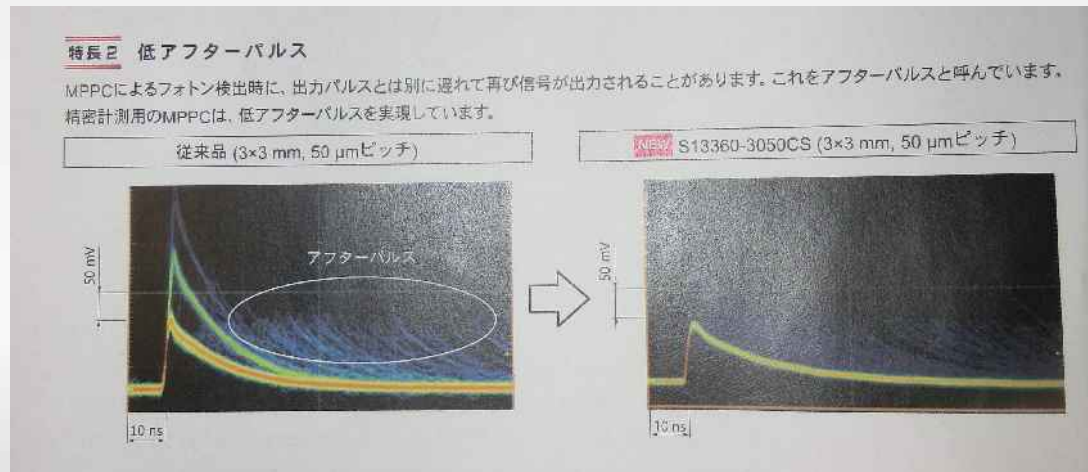 特長2 低アフターパルス
MPPCによるフォトン検出時に、出力パルスとは別に遅れて再び信号が出力されることがあります。これをアフターパルスと呼んでいます。
精密計測用のMPPCは、低アフターパルスを実現しています。
従来品 (3×3 mm, 50 μmピッチ)
NEW S13360-3050CS (3×3 mm, 50 μmピッチ)
50 mV
アフターパルス
50 mV
10 ns
10 ns